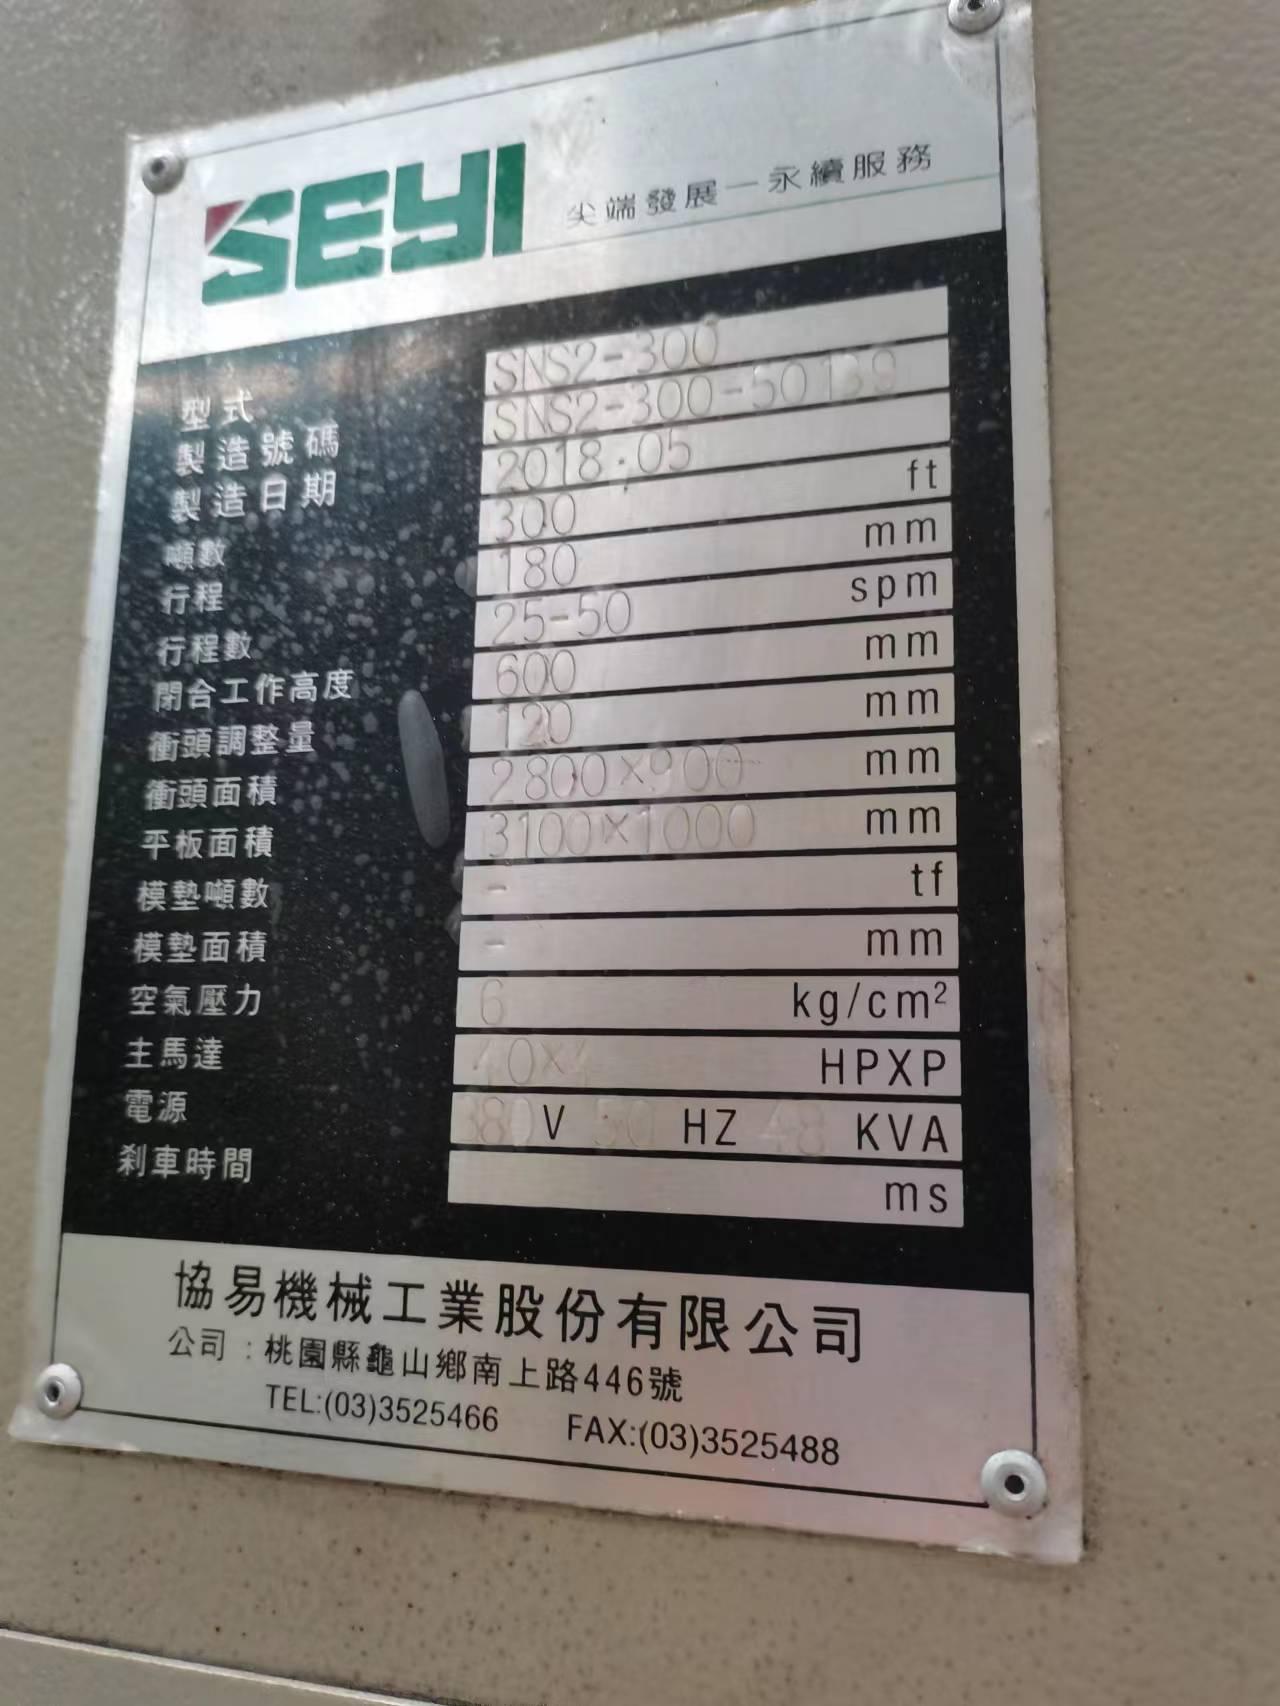 SEYI 尖端發展一永續服務
型式 SNS2-300
製造號碼 SNS2-300-50139
製造日期 2018.05
噸數 300 ft
行程 180 mm
行程數 25-50 spm
閉合工作高度 600 mm
衝頭調整量 120 mm
衝頭面積 2800×900 mm
平板面積 3100×1000 mm
模墊噸數 - tf
模墊面積 - mm
空氣壓力 6 kg/cm²
主馬達 40×4 HPXP
電源 380V 50 HZ 48 KVA
剎車時間 ms
協易機械工業股份有限公司
公司：桃園縣龜山鄉南上路446號
TEL:(03)3525466 FAX:(03)3525488